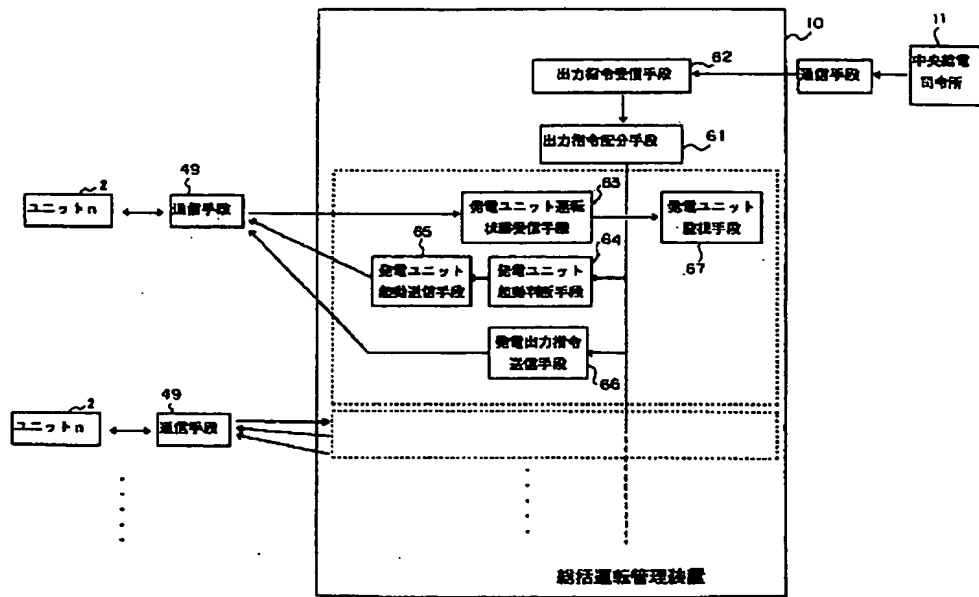 10
11
62
出力指令受信手段
通信手段
中央給電
司令所
出力指令配分手段
61
2
49
63
ユニットn
通信手段
発電ユニット運転
状態受信手段
発電ユニット
監視手段
67
65
64
発電ユニット
起動送信手段
発電ユニット
起動判断手段
発電出力指令
送信手段
66
2
49
ユニットn
通信手段
総括運転管理装置